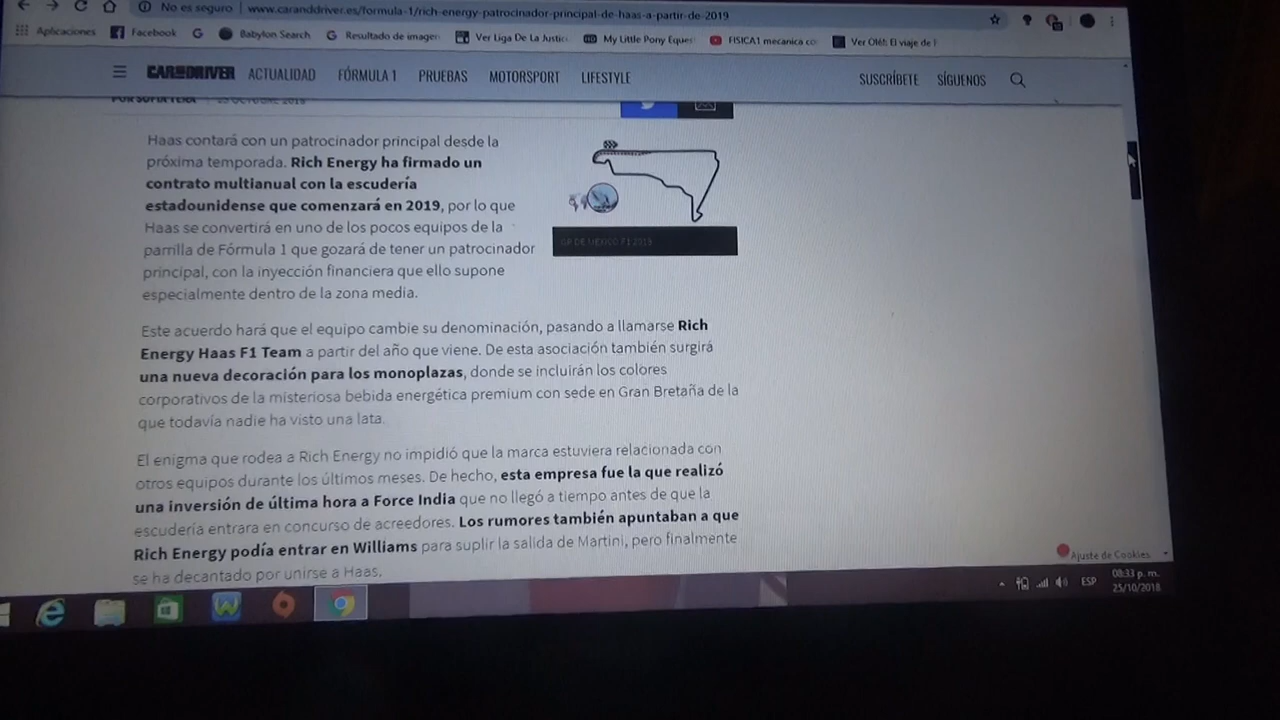 No es seguro | www.caranddriver.es/formula-1/rich-energy-patrocinador-principal-de-haas-a-partir-de-2019
Aplicaciones Facebook Babylon Search Resultado de imagen Ver Liga De La Justici My Little Pony Eques FISICA1 mecanica co Ver Olé! El viaje de F
CAR AND DRIVER ACTUALIDAD FÓRMULA 1 PRUEBAS MOTORSPORT LIFESTYLE SUSCRÍBETE SÍGUENOS
Haas contará con un patrocinador principal desde la
próxima temporada. Rich Energy ha firmado un
contrato multianual con la escudería
estadounidense que comenzará en 2019, por lo que
Haas se convertirá en uno de los pocos equipos de la
parrilla de Fórmula 1 que gozará de tener un patrocinador
principal, con la inyección financiera que ello supone
especialmente dentro de la zona media.
GP DE MEXICO F1 2019
Este acuerdo hará que el equipo cambie su denominación, pasando a llamarse Rich
Energy Haas F1 Team a partir del año que viene. De esta asociación también surgirá
una nueva decoración para los monoplazas, donde se incluirán los colores
corporativos de la misteriosa bebida energética premium con sede en Gran Bretaña de la
que todavía nadie ha visto una lata.
El enigma que rodea a Rich Energy no impidió que la marca estuviera relacionada con
otros equipos durante los últimos meses. De hecho, esta empresa fue la que realizó
una inversión de última hora a Force India que no llegó a tiempo antes de que la
escudería entrara en concurso de acreedores. Los rumores también apuntaban a que
Rich Energy podía entrar en Williams para suplir la salida de Martini, pero finalmente
se ha decantado por unirse a Haas.
Ajuste de Cookies
ESP 08:33 p. m.
25/10/2018